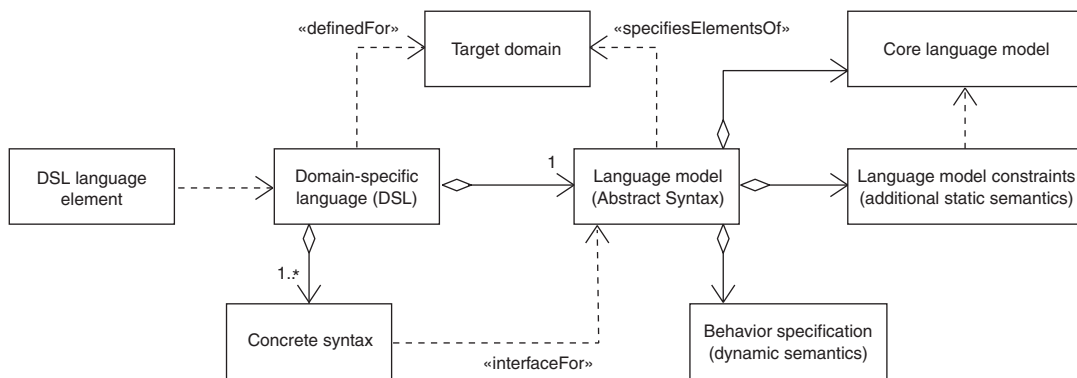 «definedFor»
«specifiesElementsOf»
Target domain
Core language model
DSL language
element
Domain-specific
language (DSL)
1
Language model
(Abstract Syntax)
Language model constraints
(additional static semantics)
1..*
Concrete syntax
«interfaceFor»
Behavior specification
(dynamic semantics)